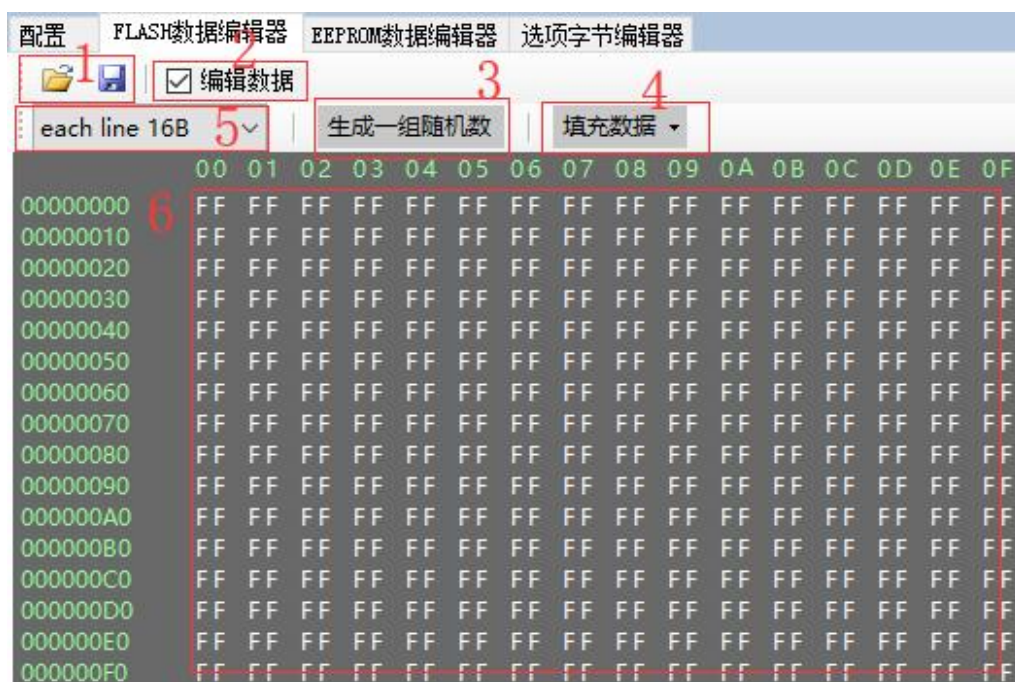 配置 FLASH数据编辑器 EEPROM数据编辑器 选项字节编辑器
1 编辑数据 2 3 4
each line 16B 5 生成一组随机数 填充数据
00 01 02 03 04 05 06 07 08 09 0A 0B 0C 0D 0E 0F
00000000 6 FF FF FF FF FF FF FF FF FF FF FF FF FF FF FF FF
00000010 FF FF FF FF FF FF FF FF FF FF FF FF FF FF FF FF
00000020 FF FF FF FF FF FF FF FF FF FF FF FF FF FF FF FF
00000030 FF FF FF FF FF FF FF FF FF FF FF FF FF FF FF FF
00000040 FF FF FF FF FF FF FF FF FF FF FF FF FF FF FF FF
00000050 FF FF FF FF FF FF FF FF FF FF FF FF FF FF FF FF
00000060 FF FF FF FF FF FF FF FF FF FF FF FF FF FF FF FF
00000070 FF FF FF FF FF FF FF FF FF FF FF FF FF FF FF FF
00000080 FF FF FF FF FF FF FF FF FF FF FF FF FF FF FF FF
00000090 FF FF FF FF FF FF FF FF FF FF FF FF FF FF FF FF
000000A0 FF FF FF FF FF FF FF FF FF FF FF FF FF FF FF FF
000000B0 FF FF FF FF FF FF FF FF FF FF FF FF FF FF FF FF
000000C0 FF FF FF FF FF FF FF FF FF FF FF FF FF FF FF FF
000000D0 FF FF FF FF FF FF FF FF FF FF FF FF FF FF FF FF
000000E0 FF FF FF FF FF FF FF FF FF FF FF FF FF FF FF FF
000000F0 FF FF FF FF FF FF FF FF FF FF FF FF FF FF FF FF